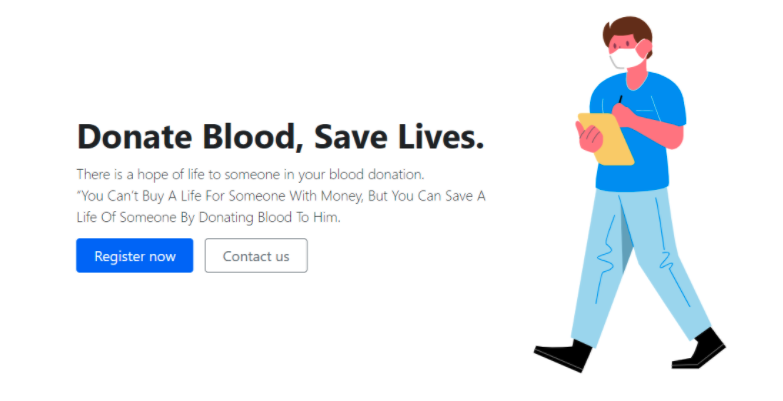 Donate Blood, Save Lives.
There is a hope of life to someone in your blood donation.
“You Can't Buy A Life For Someone With Money, But You Can Save A
Life Of Someone By Donating Blood To Him.
Register now
Contact us